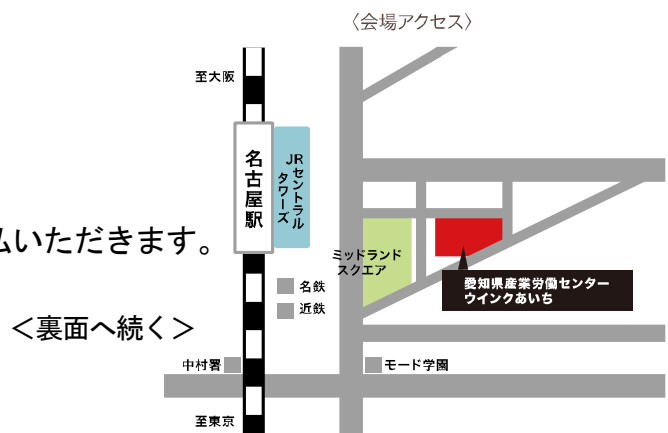 〈会場アクセス〉
至大阪
名古屋駅
JRセントラル
タワーズ
払いただきます。
ミッドランド
スクエア
愛知県産業労働センター
ウインクあいち
名鉄
近鉄
＜裏面へ続く＞
中村署
モード学園
至東京